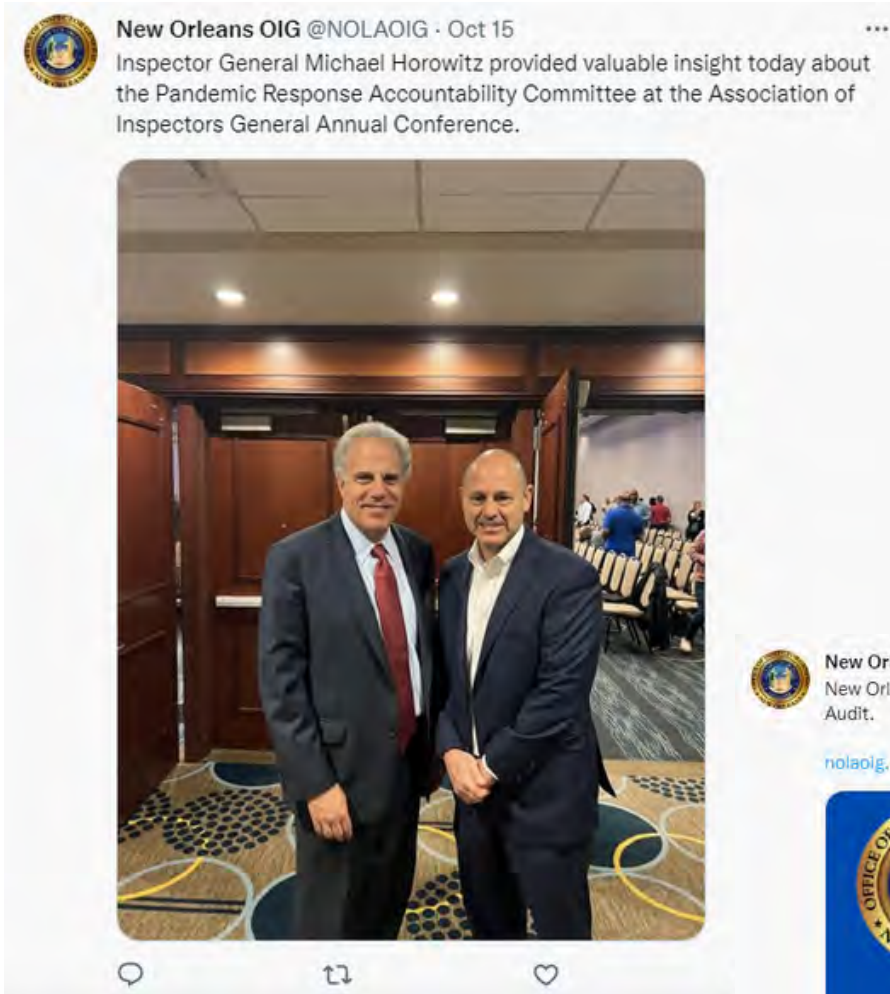 New Orleans OIG @NOLAOIG · Oct 15
Inspector General Michael Horowitz provided valuable insight today about
the Pandemic Response Accountability Committee at the Association of
Inspectors General Annual Conference.
New Or
New Orl
Audit.
nolaoig.
OFFICE O